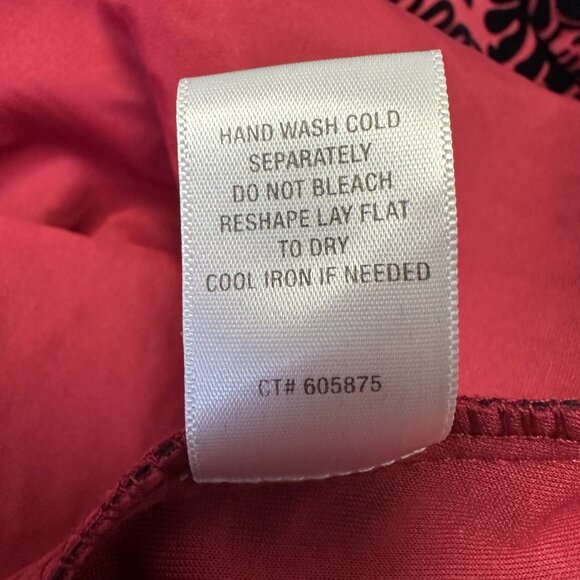 HAND WASH COLD
SEPARATELY
DO NOT BLEACH
RESHAPE LAY FLAT
TO DRY
COOL IRON IF NEEDED
CT# 605875